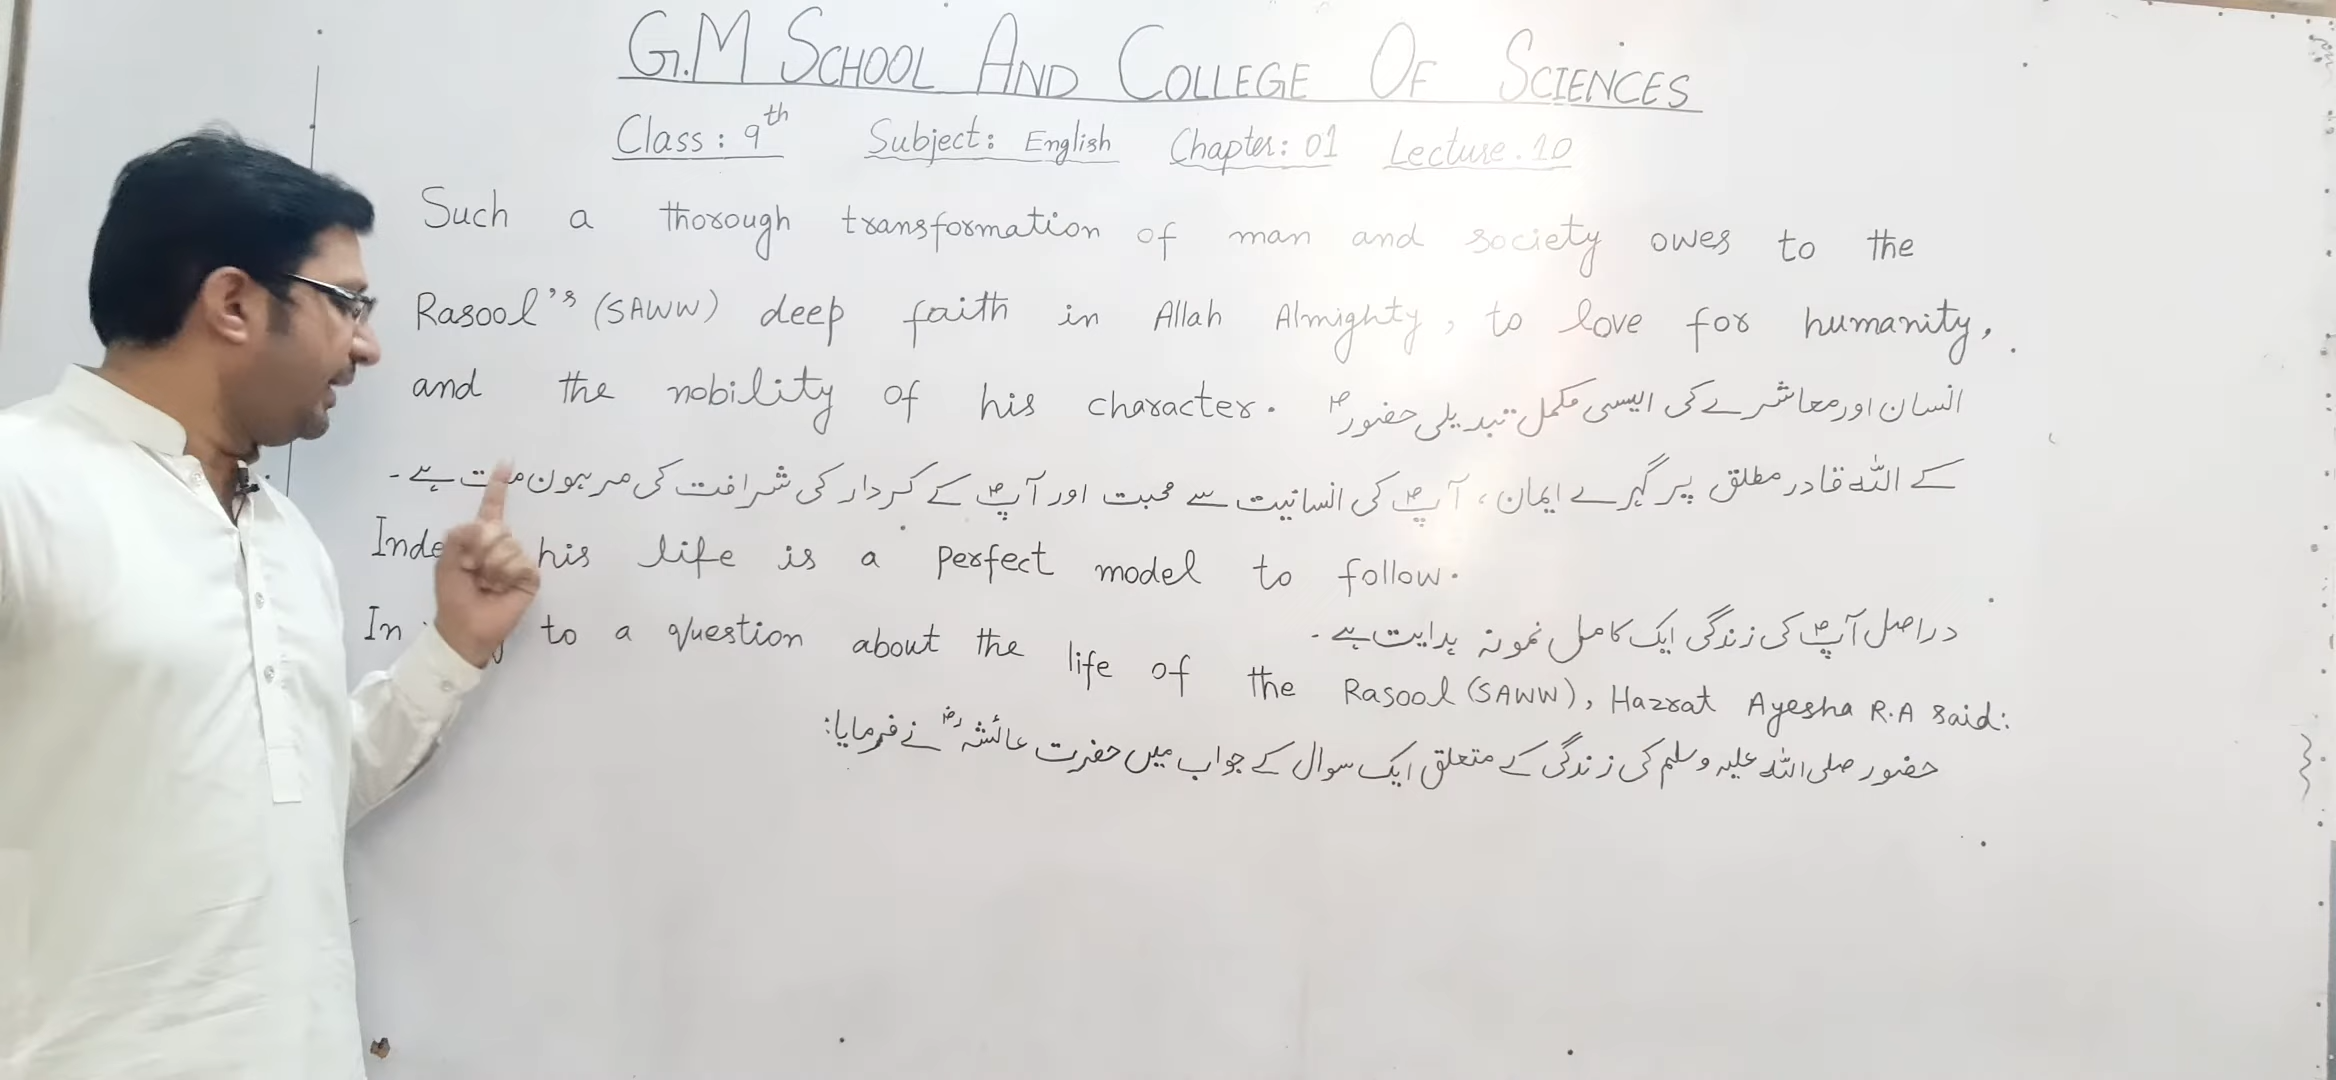 G.M SCHOOL AND COLLEGE OF SCIENCES
Class: 9th Subject: English Chapter: 01 Lecture. 10
Such a thorough transformation of man and society owes to the
Rasool's (SAWW) deep faith in Allah Almighty, to love for humanity,
and the nobility of his character. انسان اور معاشرے کی ایسی مکمل تبدیلی حضورؐ
کے اللہ قادر مطلق پر گہرے ایمان، آپؐ کی انسانیت سے محبت اور آپؐ کے کردار کی شرافت کی مرہون ہے۔
his life is a perfect model to follow.
دراصل آپؐ کی زندگی ایک کامل نمونہ ہدایت ہے۔
In to a question about the life of the Rasool (SAWW), Hazrat Ayesha R.A said:
حضور صلی اللہ علیہ وسلم کی زندگی کے متعلق ایک سوال کے جواب میں حضرت عائشہؓ نے فرمایا: